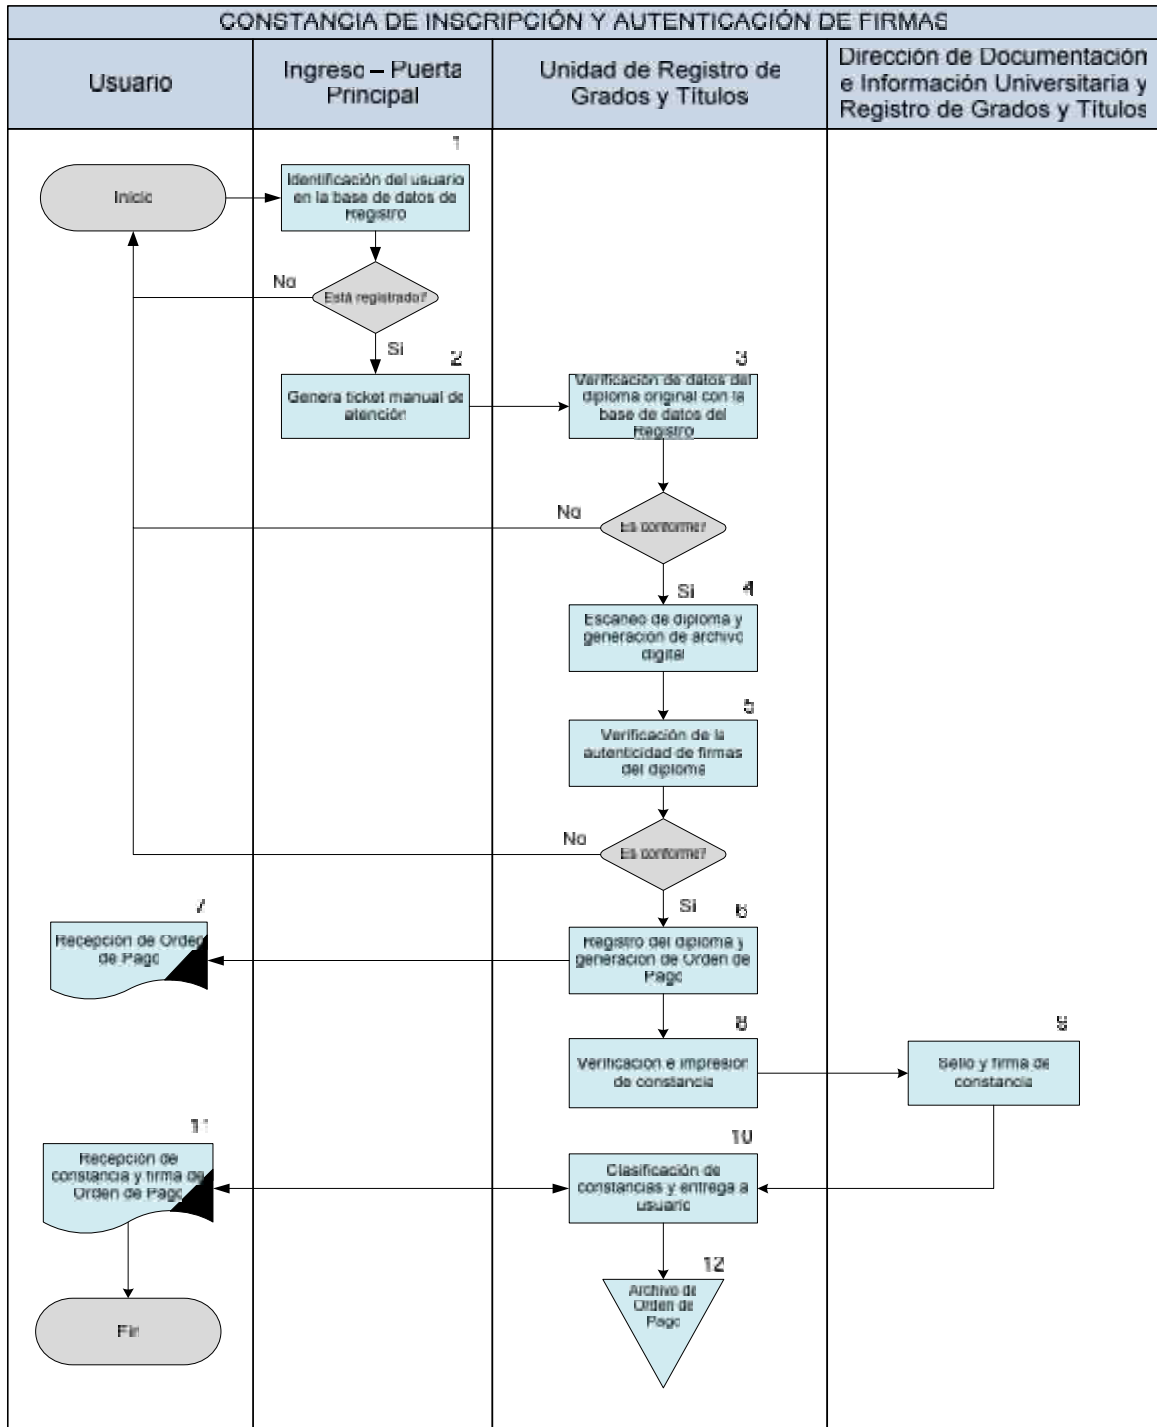 CONSTANCIA DE INSCRIPCIÓN Y AUTENTICACIÓN DE FIRMAS
Usuario
Ingreso – Puerta
Principal
Unidad de Registro de
Grados y Títulos
Dirección de Documentación
e Información Universitaria y
Registro de Grados y Títulos
1
Inicio
Identificación del usuario
en la base de datos de
Registro
No
Está registrado?
Si
2
Genera ticket manual de
atención
3
Verificación de datos del
diploma original con la
base de datos del
Registro
No
Es conforme?
Si
4
Escaneo de diploma y
generación de archivo
digital
5
Verificación de la
autenticidad de firmas
del diploma
No
Es conforme?
Si
6
Registro del diploma y
generación de Orden de
Pago
7
Recepción de Orden
de Pago
8
Verificación e impresión
de constancia
9
Sello y firma de
constancia
10
Clasificación de
constancias y entrega a
usuario
11
Recepción de
constancia y firma de
Orden de Pago
12
Archivo de
Orden de
Pago
Fin